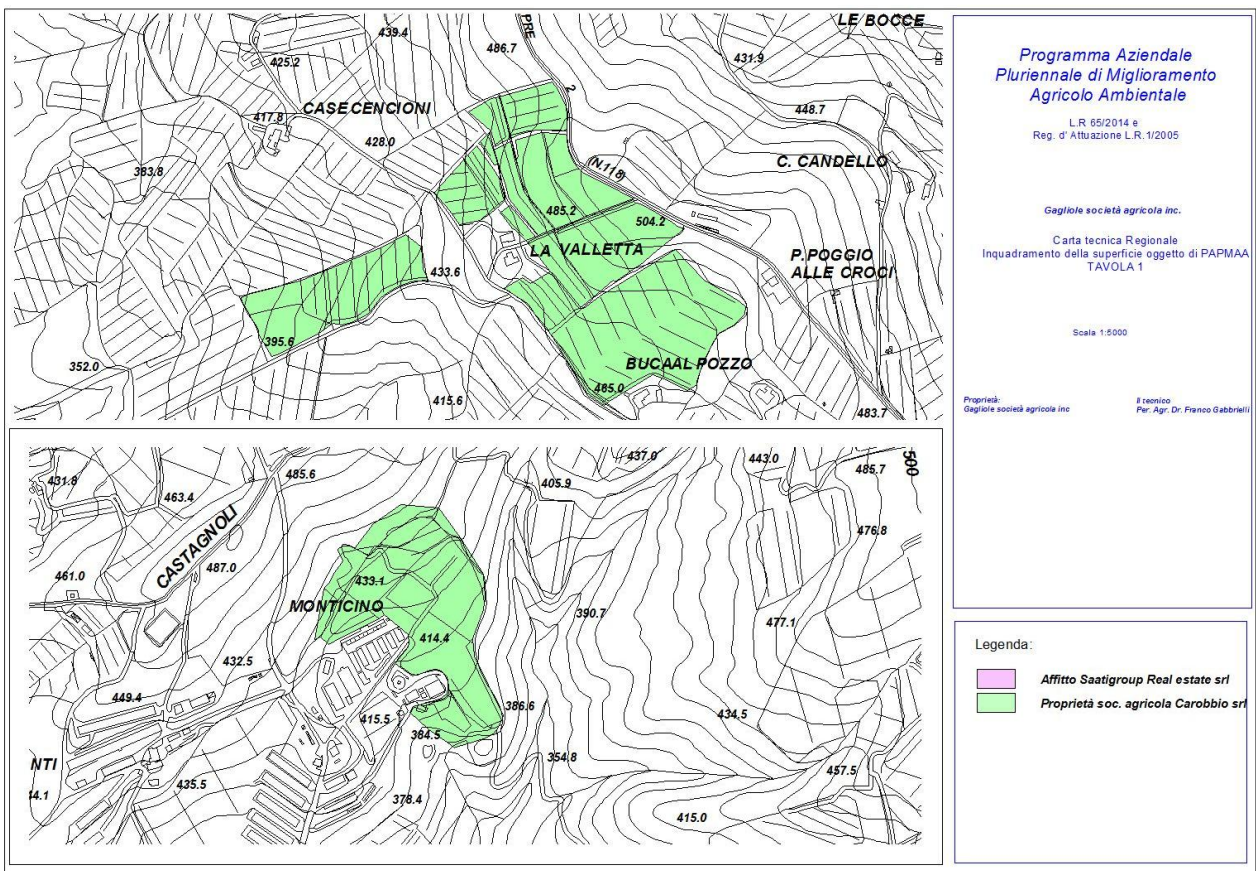 LE BOCCE
439.4
486.7
PRE
2
425.2
431.9
417.8
CASE CENCIONI
448.7
428.0
383.8
(N.118)
C. CANDELLO
485.2
504.2
LA VALLETTA
P.POGGIO
ALLE CROCI
433.6
395.6
352.0
BUCA AL POZZO
415.6
465.0
483.7
437.0
443.0
485.7
500
431.8
463.4
485.6
405.9
476.8
CASTAGNOLI
487.0
461.0
433.1
MONTICINO
390.7
477.1
414.4
432.5
449.4
386.6
434.5
415.5
384.5
354.8
457.5
NTI
44.1
435.5
378.4
415.0
Programma Aziendale
Pluriennale di Miglioramento
Agricolo Ambientale
L.R 65/2014 e
Reg. d' Attuazione L.R.1/2005
Gagliole società agricola inc.
Carta tecnica Regionale
Inquadramento della superficie oggetto di PAPMAA
TAVOLA 1
Scala 1:5000
Proprietà:
Gagliole società agricola inc
Il tecnico
Per. Agr. Dr. Franco Gabbrielli
Legenda:
Affitto Saatigroup Real estate srl
Proprietà soc. agricola Carobbio srl